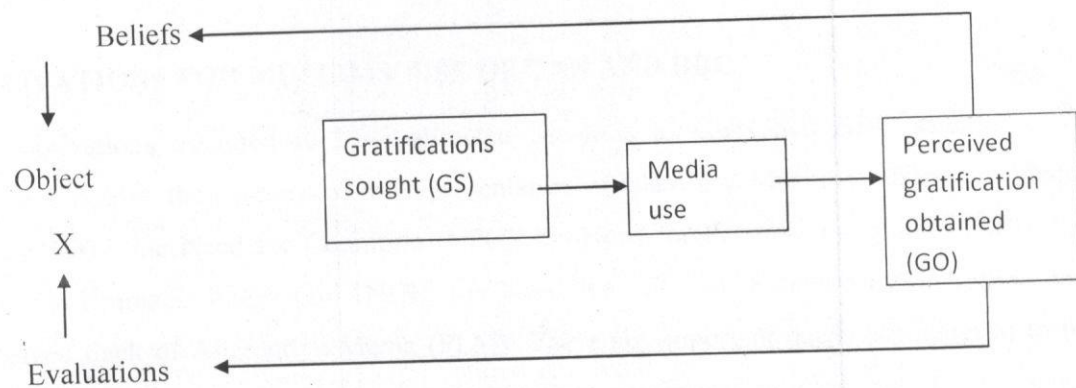 Beliefs
Object
X
Evaluations
Gratifications
sought (GS)
Media
use
Perceived
gratification
obtained
(GO)